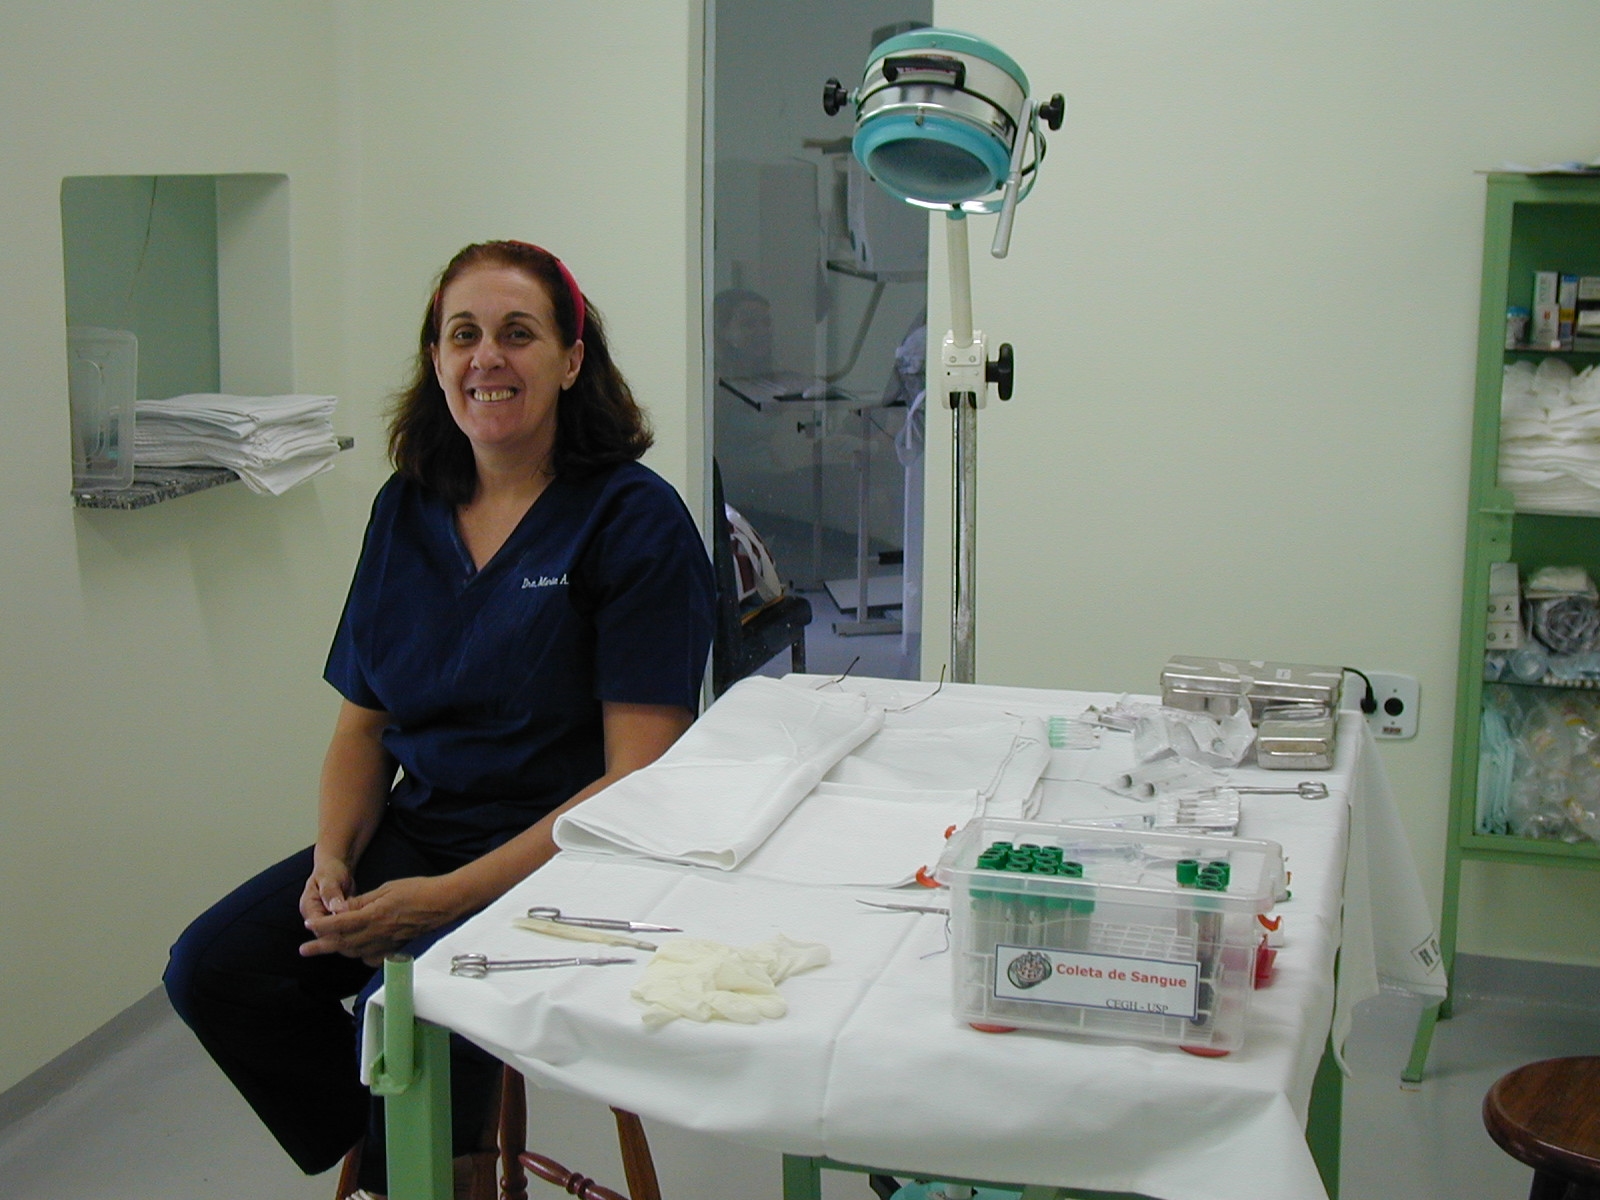 Dra. Maria A.
Coleta de Sangue
CEGH - USP